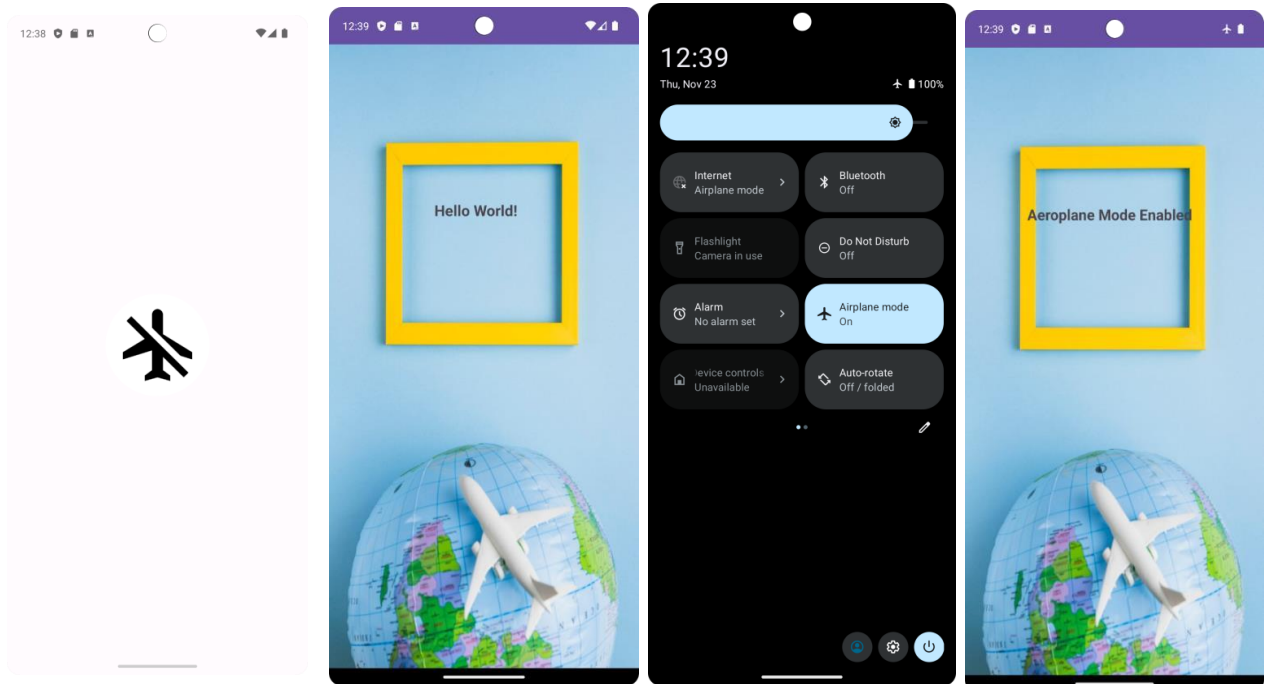 12:38
12:39
Hello World!
12:39
Thu, Nov 23
100%
Internet
Airplane mode
Bluetooth
Off
Flashlight
Camera in use
Do Not Disturb
Off
Alarm
No alarm set
Airplane mode
On
evice controls
Unavailable
Auto-rotate
Off / folded
12:39
Aeroplane Mode Enabled